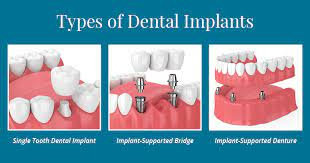 Types of Dental Implants
Single Tooth Dental Implant
Implant-Supported Bridge
Implant-Supported Denture